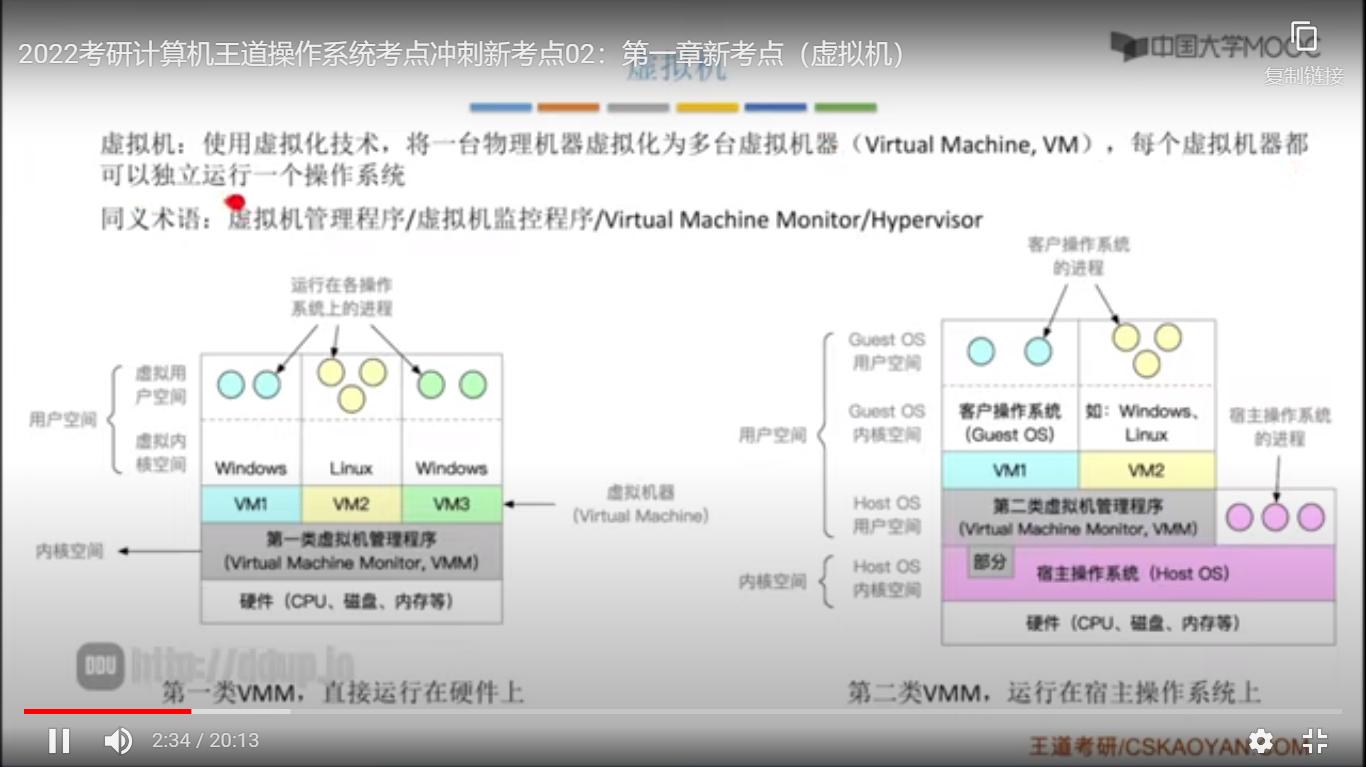 2022考研计算机王道操作系统考点冲刺新考点02：第一章新考点（虚拟机）
中国大学MOOC
复制链接
虚拟机
虚拟机：使用虚拟化技术，将一台物理机器虚拟化为多台虚拟机器（Virtual Machine, VM），每个虚拟机器都
可以独立运行一个操作系统
同义术语：虚拟机管理程序/虚拟机监控程序/Virtual Machine Monitor/Hypervisor
运行在各操作
系统上的进程
用户空间
虚拟用
户空间
虚拟内
核空间
Windows
Linux
Windows
VM1
VM2
VM3
虚拟机器
(Virtual Machine)
内核空间
第一类虚拟机管理程序
(Virtual Machine Monitor, VMM)
硬件（CPU、磁盘、内存等）
第一类VMM，直接运行在硬件上
客户操作系统
的进程
用户空间
Guest OS
用户空间
Guest OS
内核空间
客户操作系统
(Guest OS)
如：Windows、
Linux
宿主操作系统
的进程
VM1
VM2
Host OS
用户空间
第二类虚拟机管理程序
(Virtual Machine Monitor, VMM)
内核空间
Host OS
内核空间
部分
宿主操作系统（Host OS）
硬件（CPU、磁盘、内存等）
第二类VMM，运行在宿主操作系统上
DDU
http://ddup.io
2:34 / 20:13
王道考研/CSKAOYAN.COM